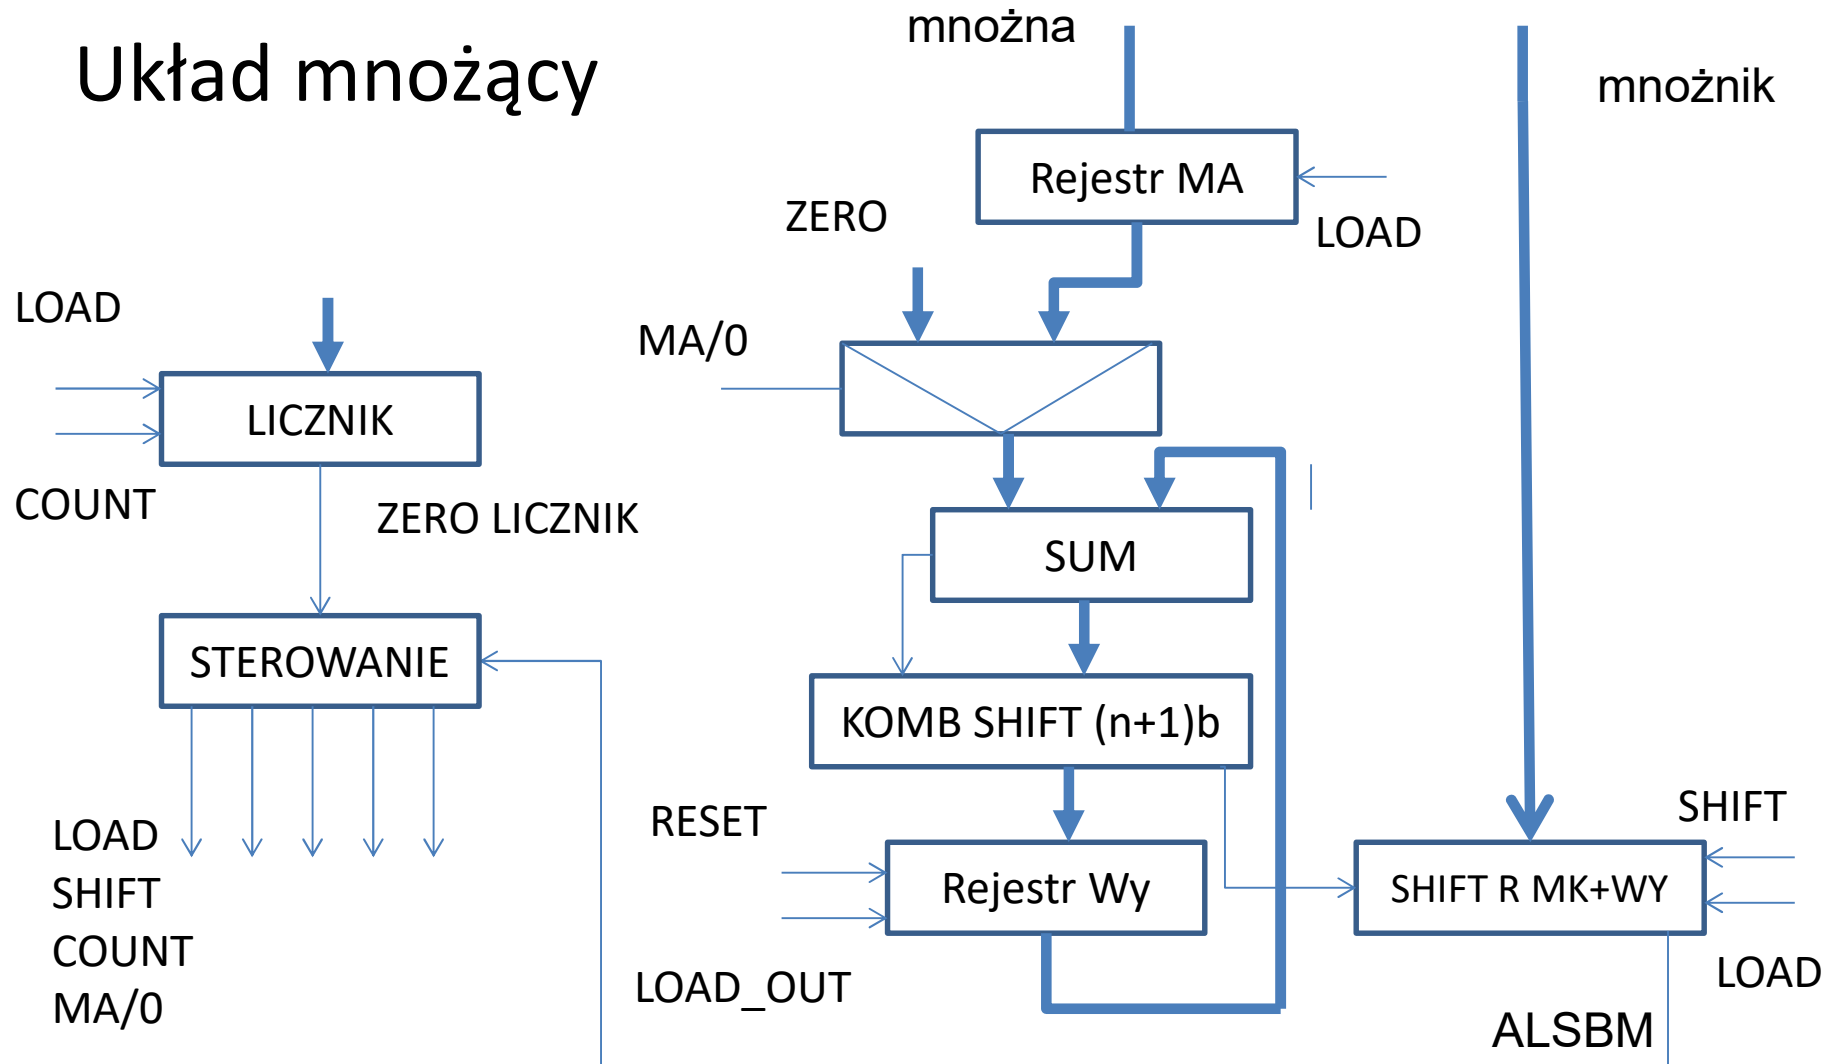 Układ mnożący
mnożna
mnożnik
Rejestr MA
LOAD
ZERO
MA/0
LOAD
LICZNIK
COUNT
ZERO LICZNIK
SUM
STEROWANIE
KOMB SHIFT (n+1)b
RESET
Rejestr Wy
LOAD_OUT
SHIFT
SHIFT R MK+WY
LOAD
ALSBM
LOAD
SHIFT
COUNT
MA/0